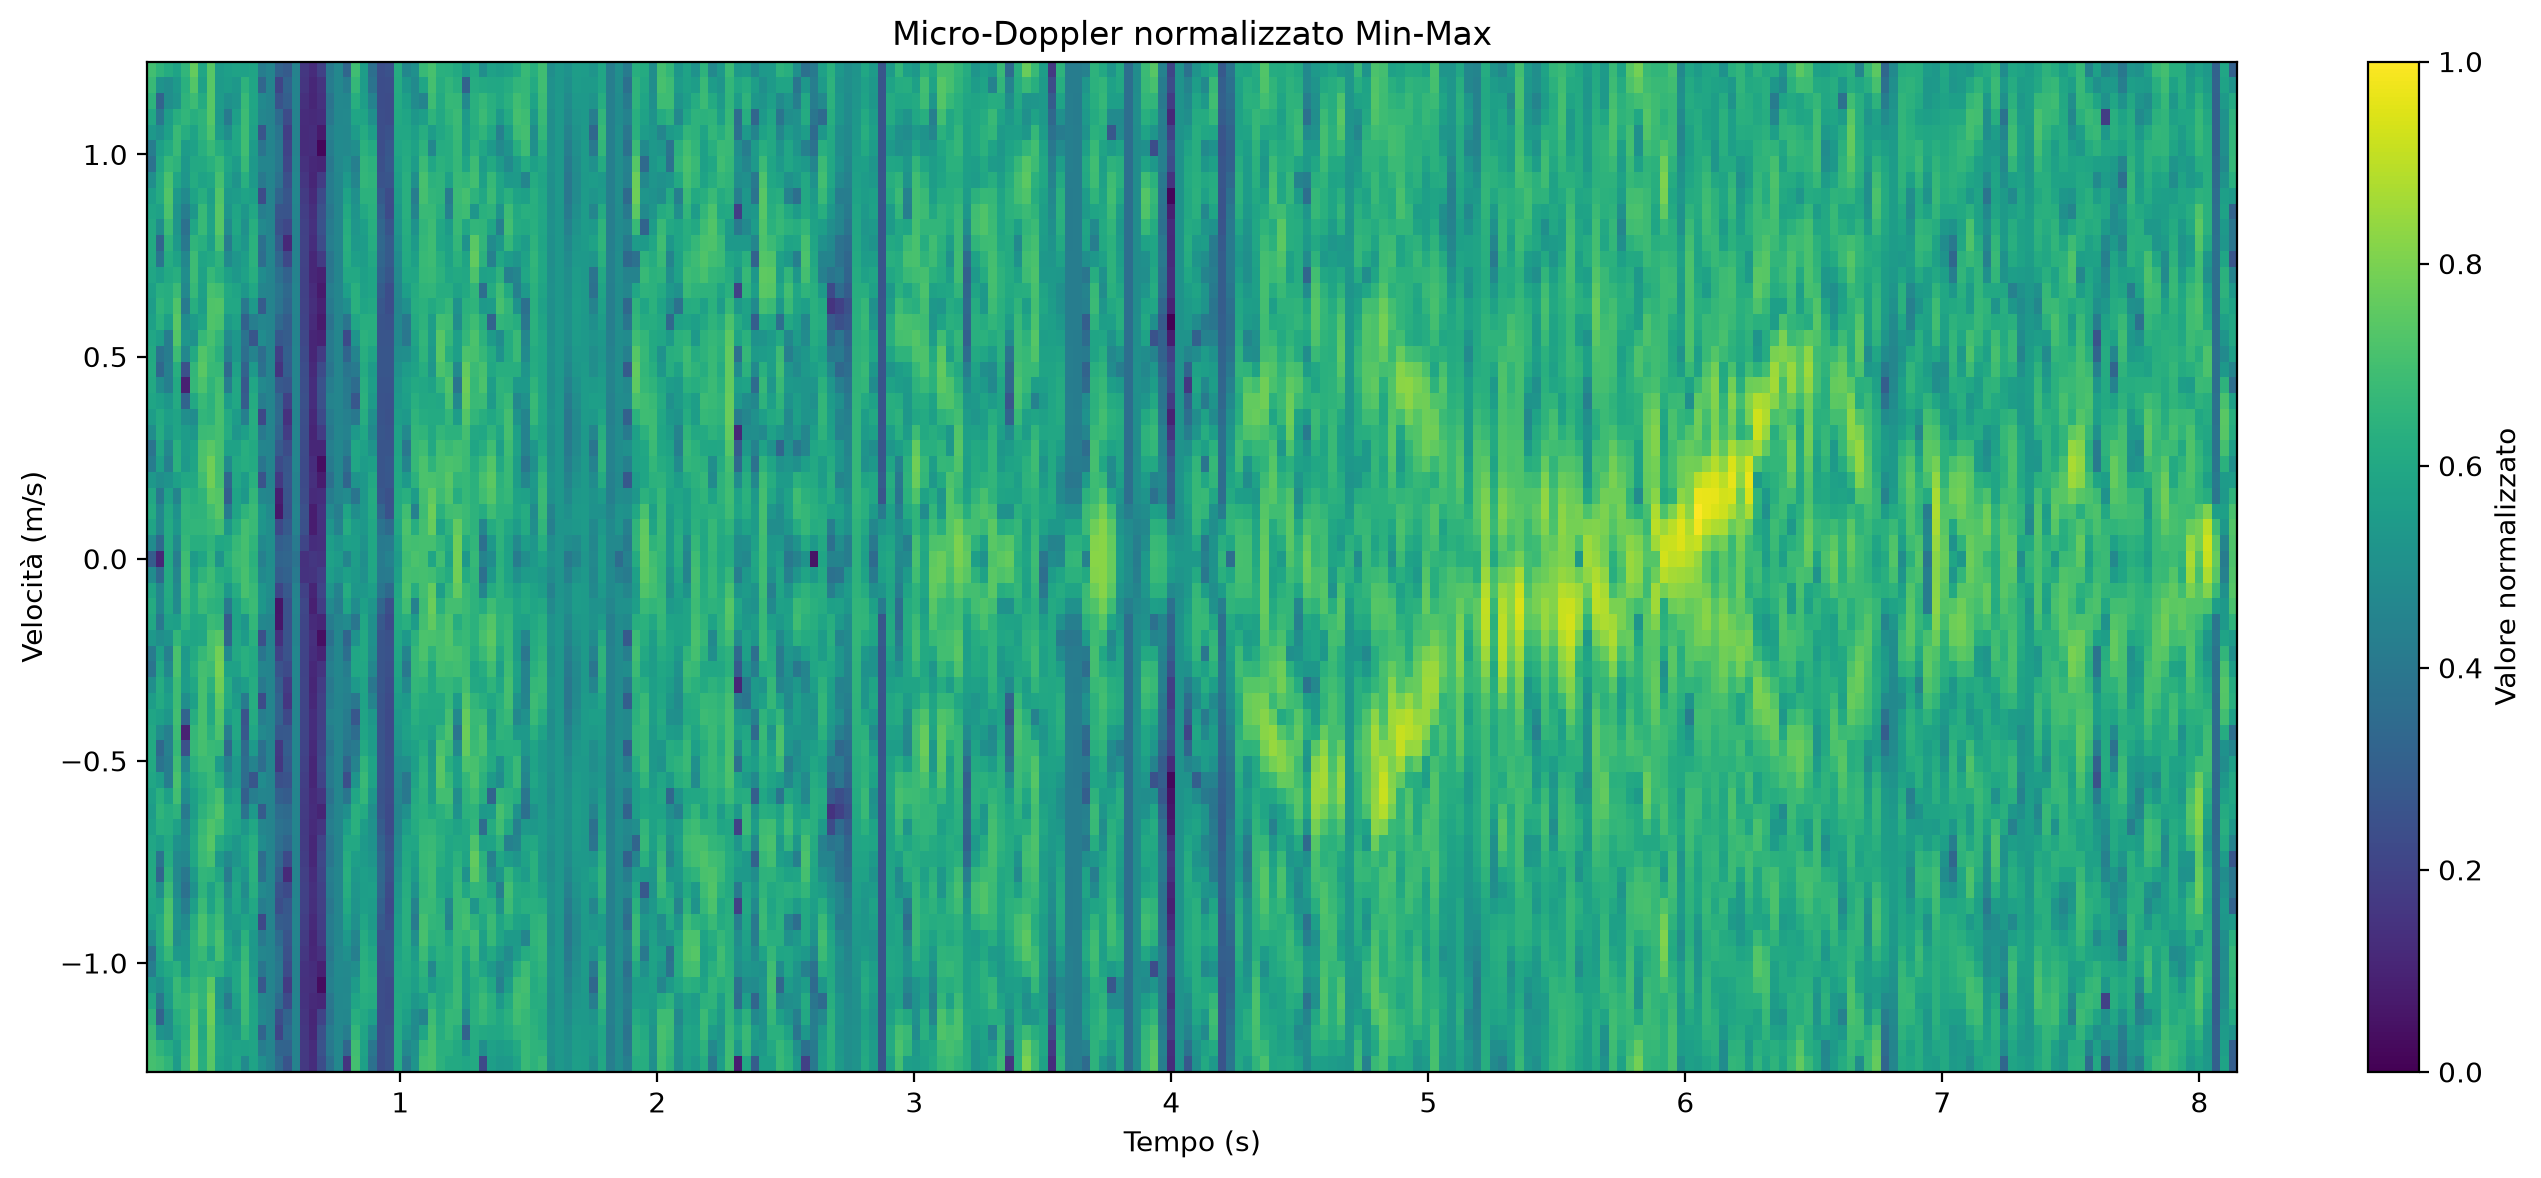 Micro-Doppler normalizzato Min-Max
Velocità (m/s)
1.0
0.5
0.0
−0.5
−1.0
1 2 3 4 5 6 7 8
Tempo (s)
1.0
0.8
0.6
0.4
0.2
0.0
Valore normalizzato